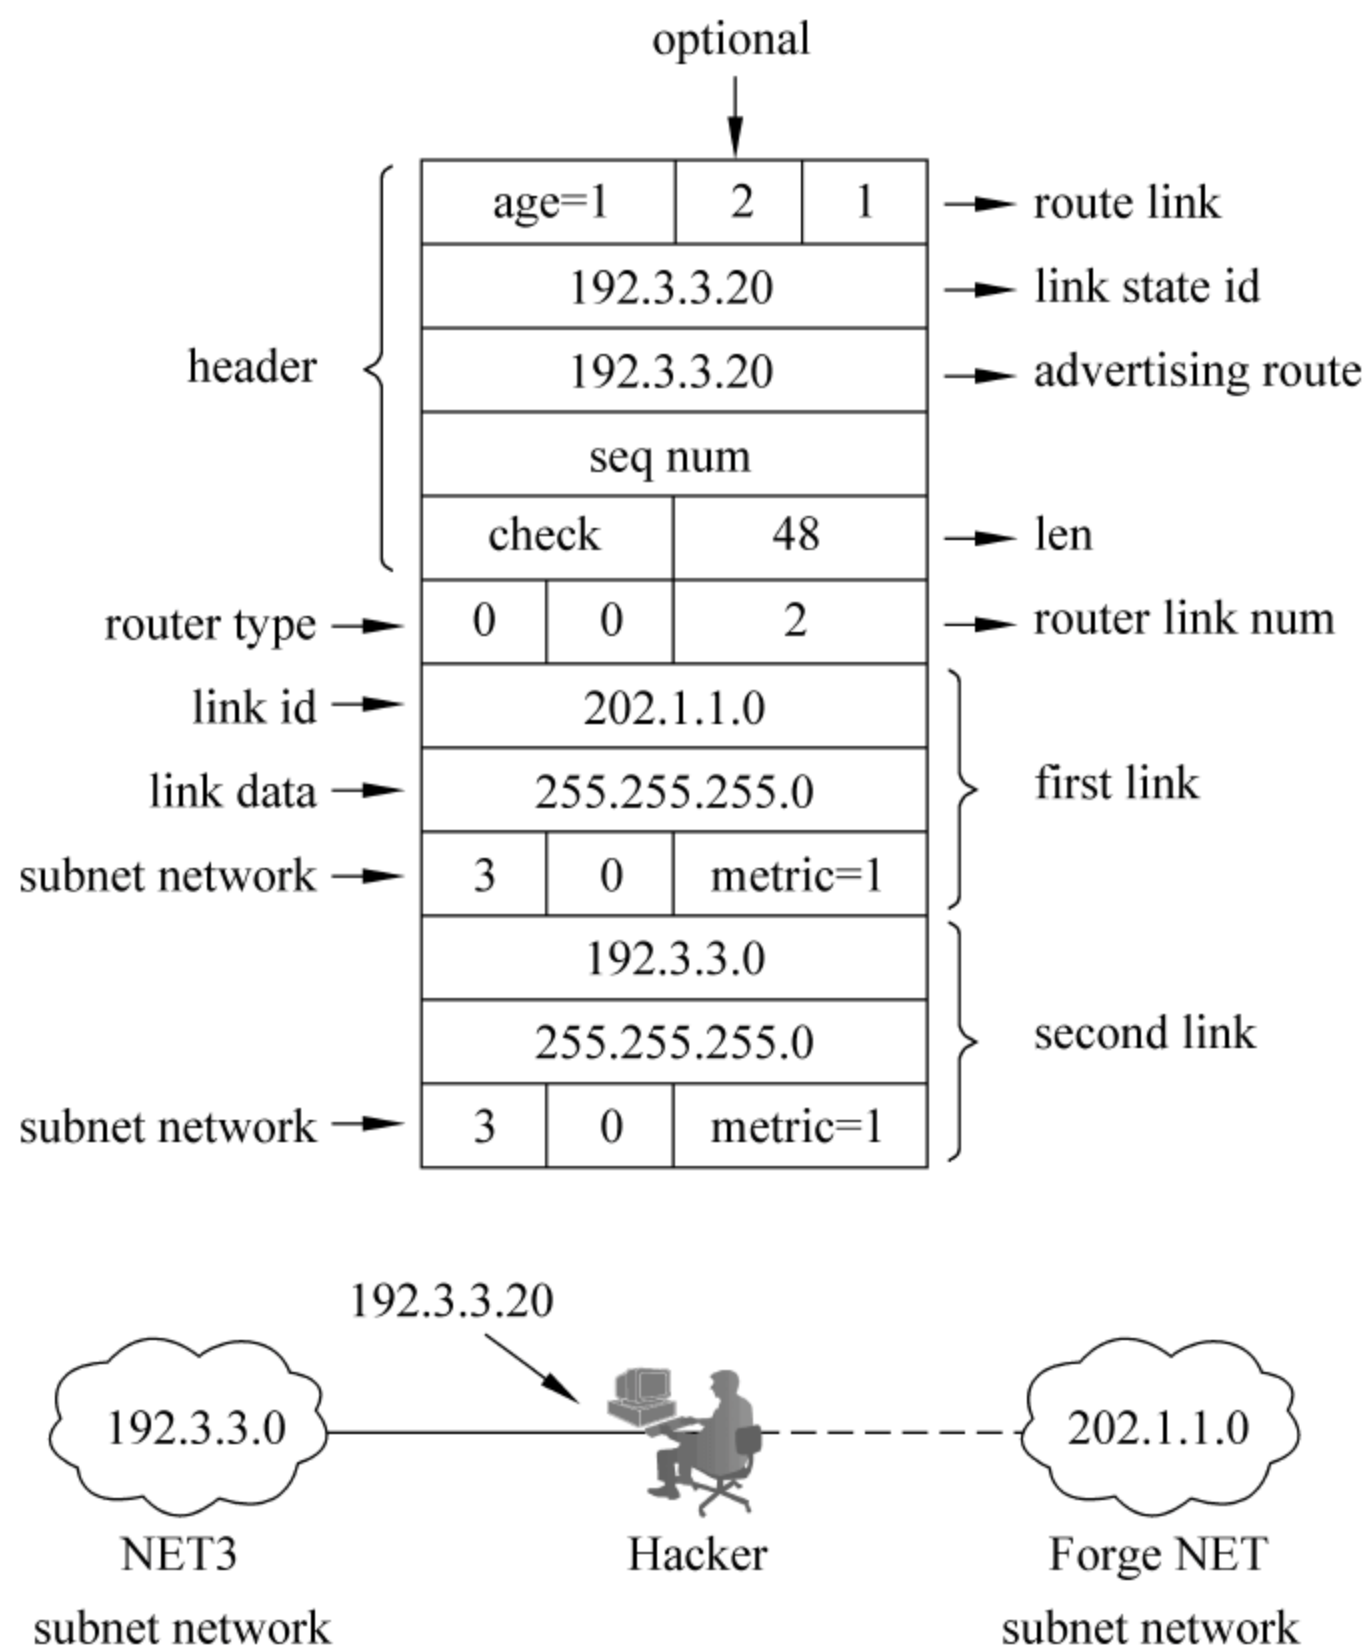 optional
age=1 2 1 route link
192.3.3.20 link state id
header 192.3.3.20 advertising route
seq num
check 48 len
router type 0 0 2 router link num
link id 202.1.1.0
link data 255.255.255.0 first link
subnet network 3 0 metric=1
192.3.3.0
255.255.255.0 second link
subnet network 3 0 metric=1
192.3.3.20
192.3.3.0 202.1.1.0
NET3 Hacker Forge NET
subnet network subnet network